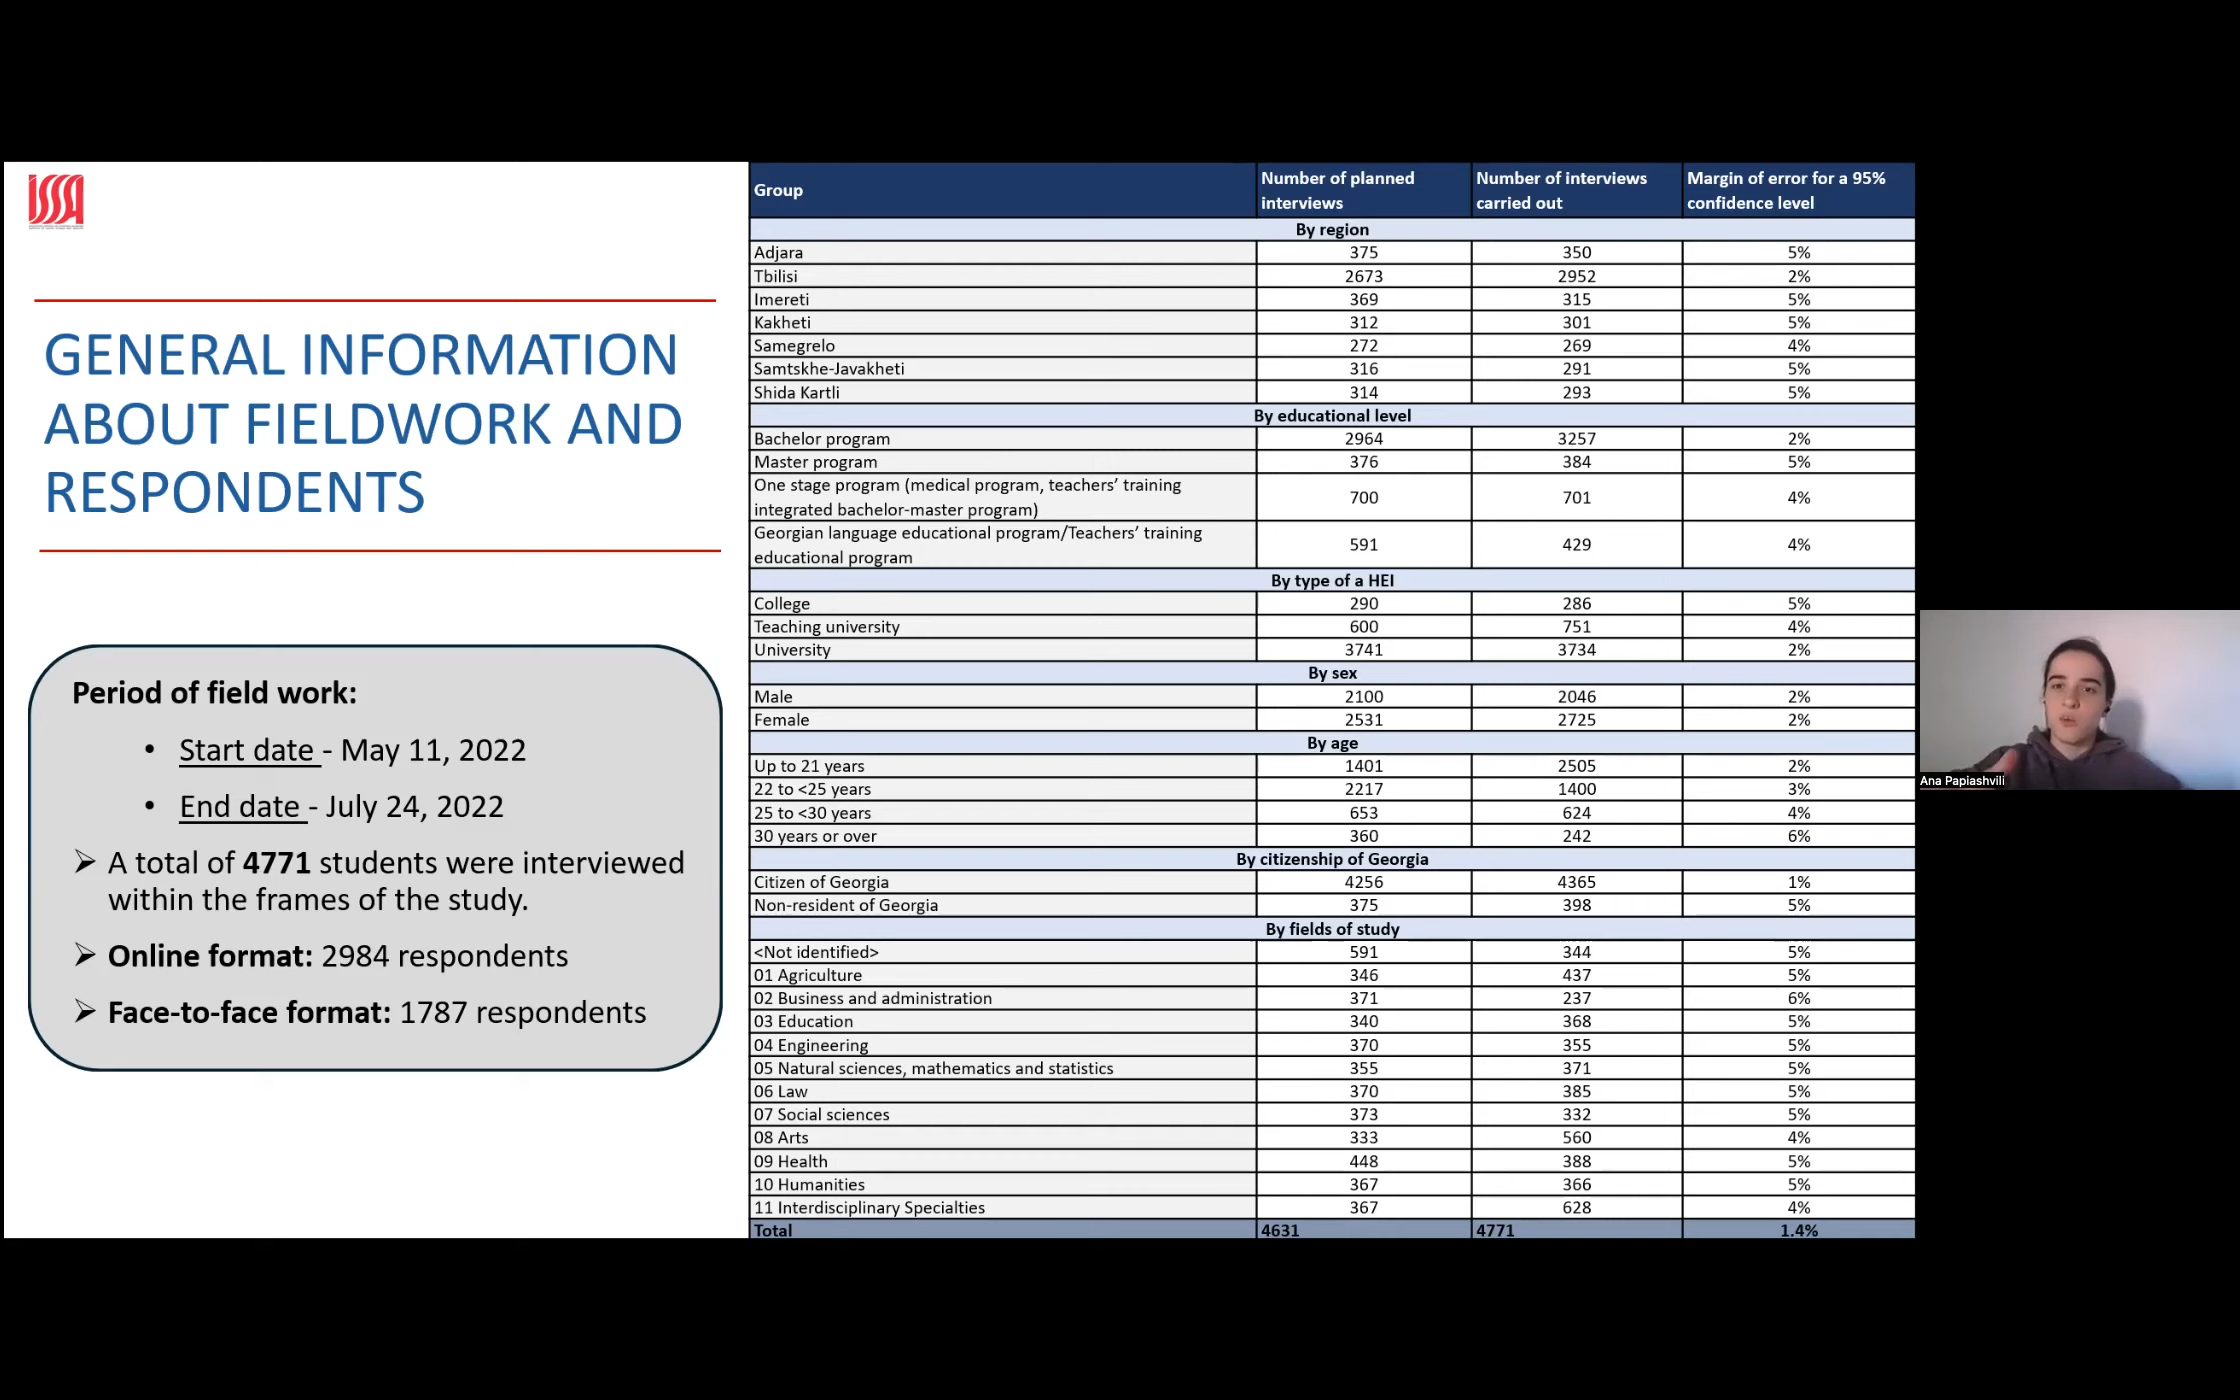 ISSA
GENERAL INFORMATION
ABOUT FIELDWORK AND
RESPONDENTS
Period of field work:
• Start date - May 11, 2022
• End date - July 24, 2022
➢ A total of 4771 students were interviewed
within the frames of the study.
➢ Online format: 2984 respondents
➢ Face-to-face format: 1787 respondents
Group Number of planned interviews Number of interviews carried out Margin of error for a 95% confidence level
By region
Adjara 375 350 5%
Tbilisi 2673 2952 2%
Imereti 369 315 5%
Kakheti 312 301 5%
Samegrelo 272 269 4%
Samtskhe-Javakheti 316 291 5%
Shida Kartli 314 293 5%
By educational level
Bachelor program 2964 3257 2%
Master program 376 384 5%
One stage program (medical program, teachers’ training
integrated bachelor-master program) 700 701 4%
Georgian language educational program/Teachers’ training
educational program 591 429 4%
By type of a HEI
College 290 286 5%
Teaching university 600 751 4%
University 3741 3734 2%
By sex
Male 2100 2046 2%
Female 2531 2725 2%
By age
Up to 21 years 1401 2505 2%
22 to <25 years 2217 1400 3%
25 to <30 years 653 624 4%
30 years or over 360 242 6%
By citizenship of Georgia
Citizen of Georgia 4256 4365 1%
Non-resident of Georgia 375 398 5%
By fields of study
<Not identified> 591 344 5%
01 Agriculture 346 437 5%
02 Business and administration 371 237 6%
03 Education 340 368 5%
04 Engineering 370 355 5%
05 Natural sciences, mathematics and statistics 355 371 5%
06 Law 370 385 5%
07 Social sciences 373 332 5%
08 Arts 333 560 4%
09 Health 448 388 5%
10 Humanities 367 366 5%
11 Interdisciplinary Specialties 367 628 4%
Total 4631 4771 1.4%
Ana Papiashvili